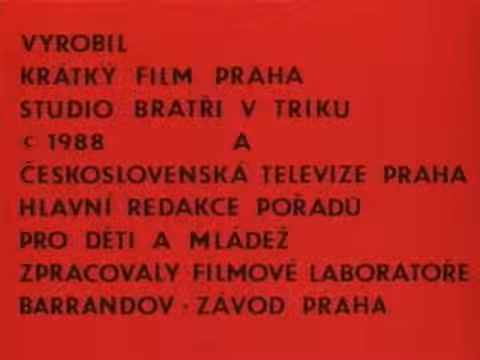 VYROBIL
KRÁTKÝ FILM PRAHA
STUDIO BRATŘI V TRIKU
© 1988 A
ČESKOSLOVENSKÁ TELEVIZE PRAHA
HLAVNÍ REDAKCE POŘADŮ
PRO DĚTI A MLÁDEŽ
ZPRACOVALY FILMOVÉ LABORATOŘE
BARRANDOV - ZÁVOD PRAHA